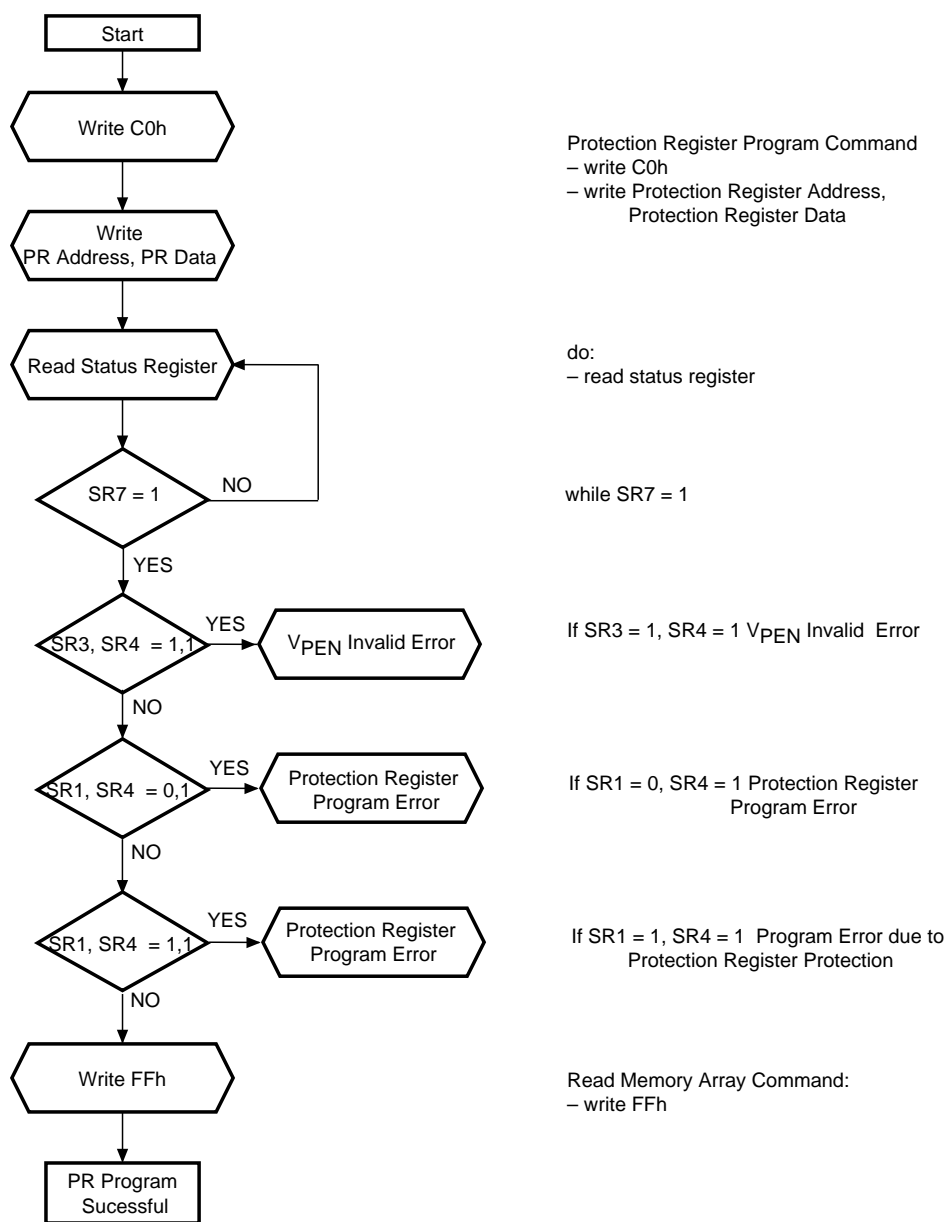 Start
Write C0h
Protection Register Program Command
– write C0h
– write Protection Register Address,
Protection Register Data
Write
PR Address, PR Data
Read Status Register
do:
– read status register
SR7 = 1
NO
while SR7 = 1
YES
SR3, SR4 = 1,1
YES
VPEN Invalid Error
If SR3 = 1, SR4 = 1 VPEN Invalid Error
NO
SR1, SR4 = 0,1
YES
Protection Register
Program Error
If SR1 = 0, SR4 = 1 Protection Register
Program Error
NO
SR1, SR4 = 1,1
YES
Protection Register
Program Error
If SR1 = 1, SR4 = 1 Program Error due to
Protection Register Protection
NO
Write FFh
Read Memory Array Command:
– write FFh
PR Program
Sucessful